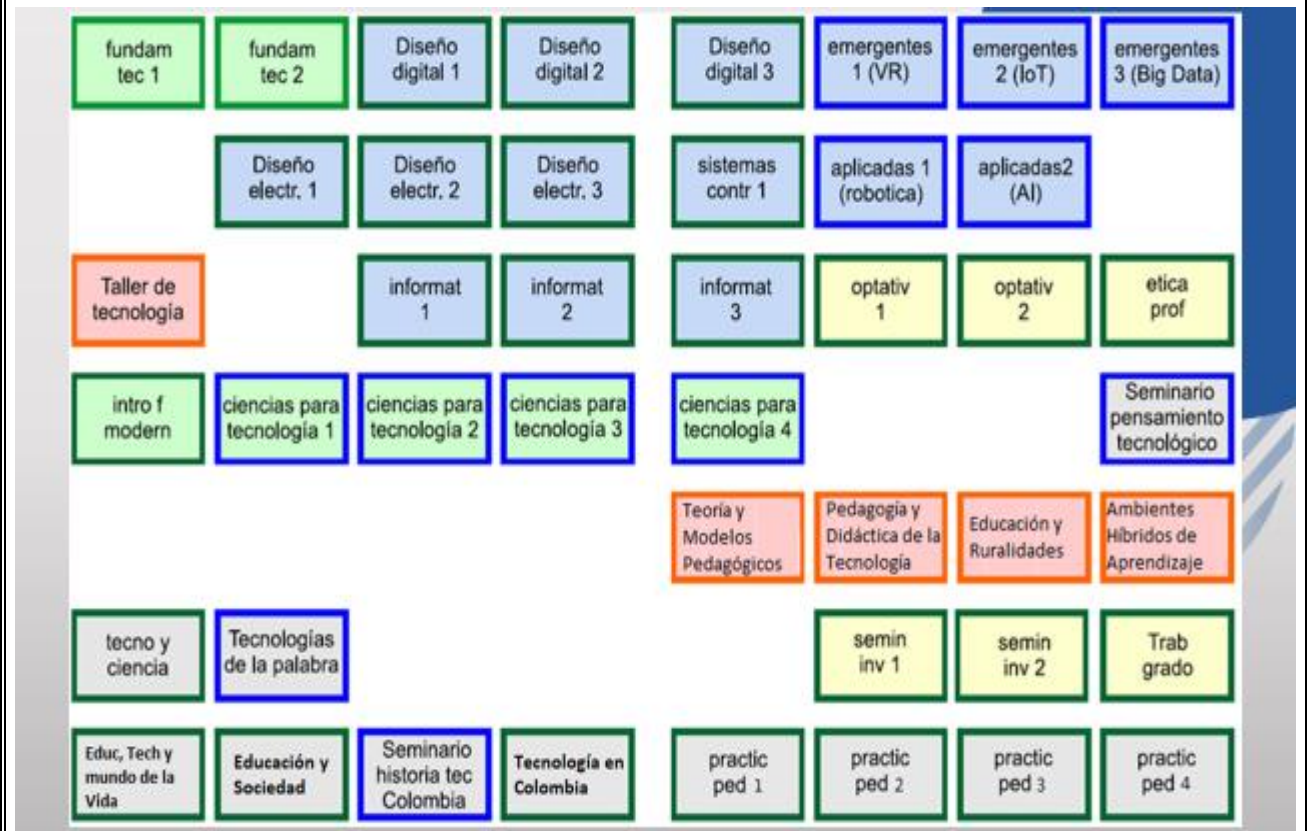 fundam
tec 1
fundam
tec 2
Diseño
digital 1
Diseño
digital 2
Diseño
digital 3
emergentes
1 (VR)
emergentes
2 (IoT)
emergentes
3 (Big Data)
Diseño
electr. 1
Diseño
electr. 2
Diseño
electr. 3
sistemas
contr 1
aplicadas 1
(robotica)
aplicadas2
(AI)
Taller de
tecnología
informat
1
informat
2
informat
3
optativ
1
optativ
2
etica
prof
intro f
modern
ciencias para
tecnología 1
ciencias para
tecnología 2
ciencias para
tecnología 3
ciencias para
tecnología 4
Seminario
pensamiento
tecnológico
Teoría y
Modelos
Pedagógicos
Pedagogía y
Didáctica de la
Tecnología
Educación y
Ruralidades
Ambientes
Híbridos de
Aprendizaje
tecno y
ciencia
Tecnologías
de la palabra
semin
inv 1
semin
inv 2
Trab
grado
Educ, Tech y
mundo de la
Vida
Educación y
Sociedad
Seminario
historia tec
Colombia
Tecnología en
Colombia
practic
ped 1
practic
ped 2
practic
ped 3
practic
ped 4